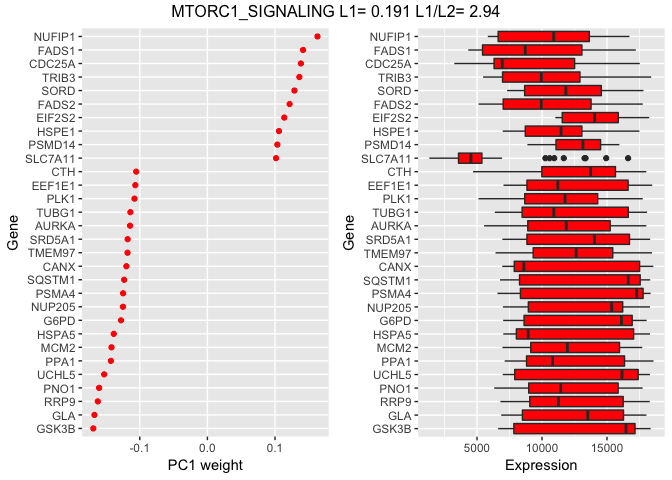 MTORC1_SIGNALING L1= 0.191 L1/L2= 2.94
Gene
NUFIP1
FADS1
CDC25A
TRIB3
SORD
FADS2
EIF2S2
HSPE1
PSMD14
SLC7A11
CTH
EEF1E1
PLK1
TUBG1
AURKA
SRD5A1
TMEM97
CANX
SQSTM1
PSMA4
NUP205
G6PD
HSPA5
MCM2
PPA1
UCHL5
PNO1
RRP9
GLA
GSK3B
-0.1 0.0 0.1
PC1 weight
Gene
NUFIP1
FADS1
CDC25A
TRIB3
SORD
FADS2
EIF2S2
HSPE1
PSMD14
SLC7A11
CTH
EEF1E1
PLK1
TUBG1
AURKA
SRD5A1
TMEM97
CANX
SQSTM1
PSMA4
NUP205
G6PD
HSPA5
MCM2
PPA1
UCHL5
PNO1
RRP9
GLA
GSK3B
5000 10000 15000
Expression